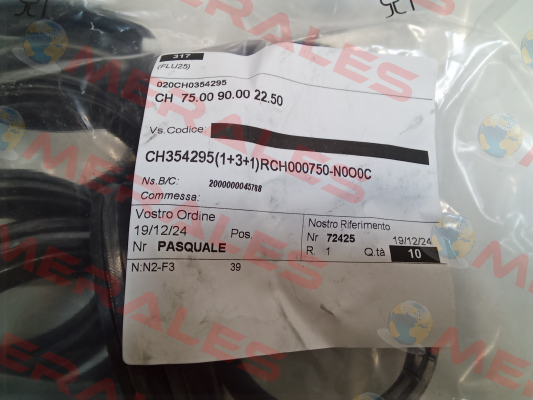 317
(FLU25)
020CH0354295
CH 75.00 90.00 22.50
Vs.Codice
CH354295(1+3+1)RCH000750-N0O0C
Ns.B/C: 2000000045788
Commessa:
Vostro Ordine
19/12/24 Pos.
Nr PASQUALE
Nostro Riferimento
Nr 72425 19/12/24
R. 1 Q.tà 10
N:N2-F3 39
MERALES